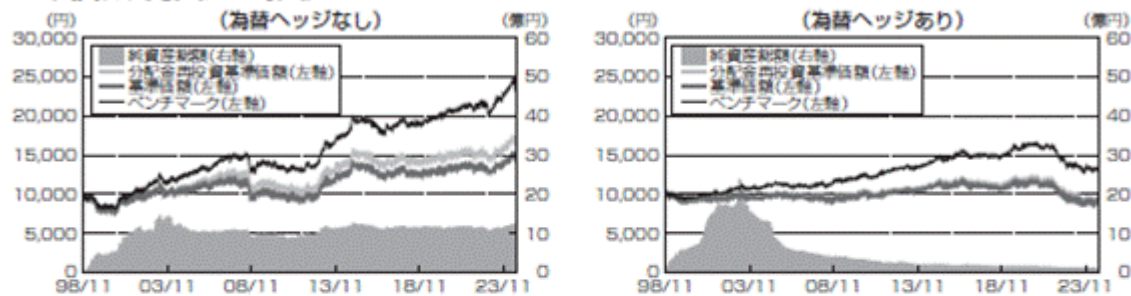 (為替ヘッジなし)
(円)
(億円)
30,000
25,000
20,000
15,000
10,000
5,000
0
60
50
40
30
20
10
0
純資産総額(右軸)
分配金再投資基準価額(左軸)
基準価額(左軸)
ベンチマーク(左軸)
98/11 03/11 08/11 13/11 18/11 23/11
(為替ヘッジあり)
(円)
(億円)
30,000
25,000
20,000
15,000
10,000
5,000
0
60
50
40
30
20
10
0
純資産総額(右軸)
分配金再投資基準価額(左軸)
基準価額(左軸)
ベンチマーク(左軸)
98/11 03/11 08/11 13/11 18/11 23/11